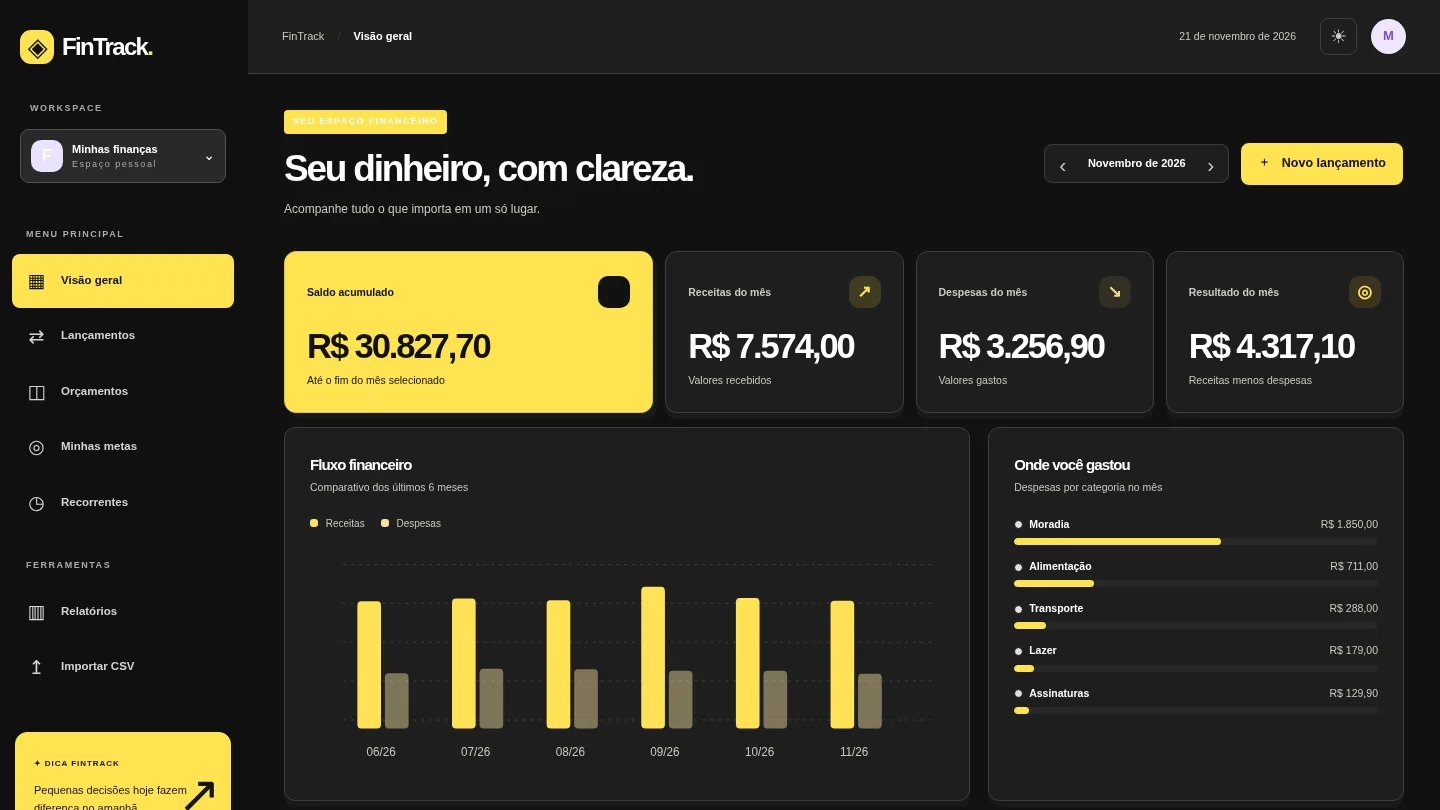 FinTrack.
WORKSPACE
F
Minhas finanças
Espaço pessoal
MENU PRINCIPAL
Visão geral
Lançamentos
Orçamentos
Minhas metas
Recorrentes
FERRAMENTAS
Relatórios
Importar CSV
DICA FINTRACK
Pequenas decisões hoje fazem
diferença no amanhã.
FinTrack / Visão geral
21 de novembro de 2026
M
SEU ESPAÇO FINANCEIRO
Seu dinheiro, com clareza.
Acompanhe tudo o que importa em um só lugar.
‹ Novembro de 2026 ›
+ Novo lançamento
Saldo acumulado
R$ 30.827,70
Até o fim do mês selecionado
Receitas do mês
R$ 7.574,00
Valores recebidos
Despesas do mês
R$ 3.256,90
Valores gastos
Resultado do mês
R$ 4.317,10
Receitas menos despesas
Fluxo financeiro
Comparativo dos últimos 6 meses
Receitas Despesas
06/26 07/26 08/26 09/26 10/26 11/26
Onde você gastou
Despesas por categoria no mês
Moradia R$ 1.850,00
Alimentação R$ 711,00
Transporte R$ 288,00
Lazer R$ 179,00
Assinaturas R$ 129,90